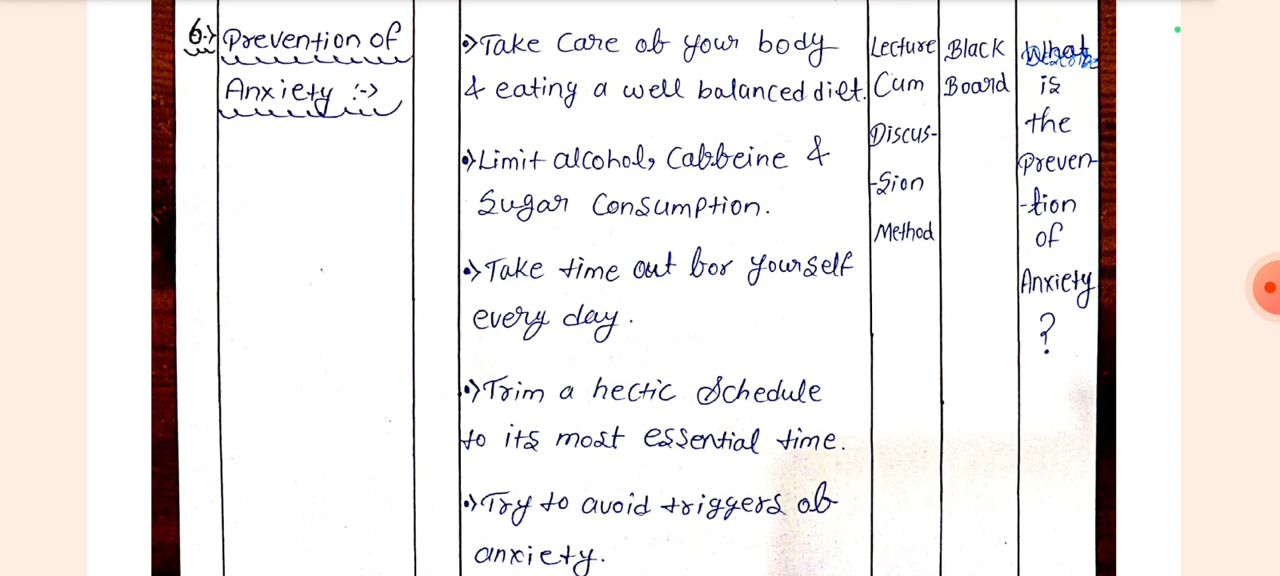 6.→ Prevention of
Anxiety :→
•> Take Care of your body
& eating a well balanced diet.
•> Limit alcohol, Caffeine &
Sugar Consumption.
•> Take time out for yourself
every day.
•> Trim a hectic Schedule
to its most essential time.
•> Try to avoid triggers of
anxiety.
Lecture
Cum
Discus-
-Sion
Method
Black
Board
What
is
the
Preven-
-tion
of
Anxiety
?